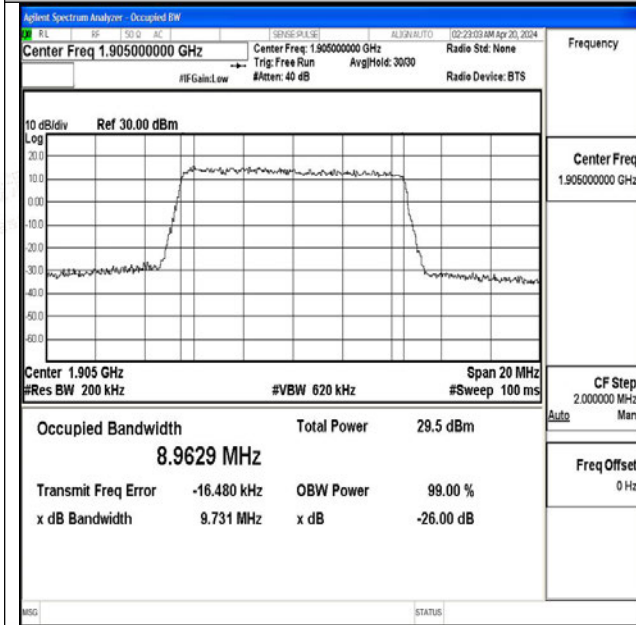 Agilent Spectrum Analyzer - Occupied BW
RL RF 50 Ω AC SENSE:PULSE ALIGN AUTO 02:23:03 AM Apr 20, 2024
Center Freq 1.905000000 GHz
Center Freq: 1.905000000 GHz
Radio Std: None
Trig: Free Run Avg|Hold: 30/30
#IFGain:Low #Atten: 40 dB Radio Device: BTS
Frequency
10 dB/div Ref 30.00 dBm
Log
20.0
10.0
0.00
-10.0
-20.0
-30.0
-40.0
-50.0
-60.0
Center Freq
1.905000000 GHz
Center 1.905 GHz Span 20 MHz
#Res BW 200 kHz #VBW 620 kHz #Sweep 100 ms
CF Step
2.000000 MHz
Auto Man
Occupied Bandwidth Total Power 29.5 dBm
8.9629 MHz
Transmit Freq Error -16.480 kHz OBW Power 99.00 %
x dB Bandwidth 9.731 MHz x dB -26.00 dB
Freq Offset
0 Hz
MSG STATUS